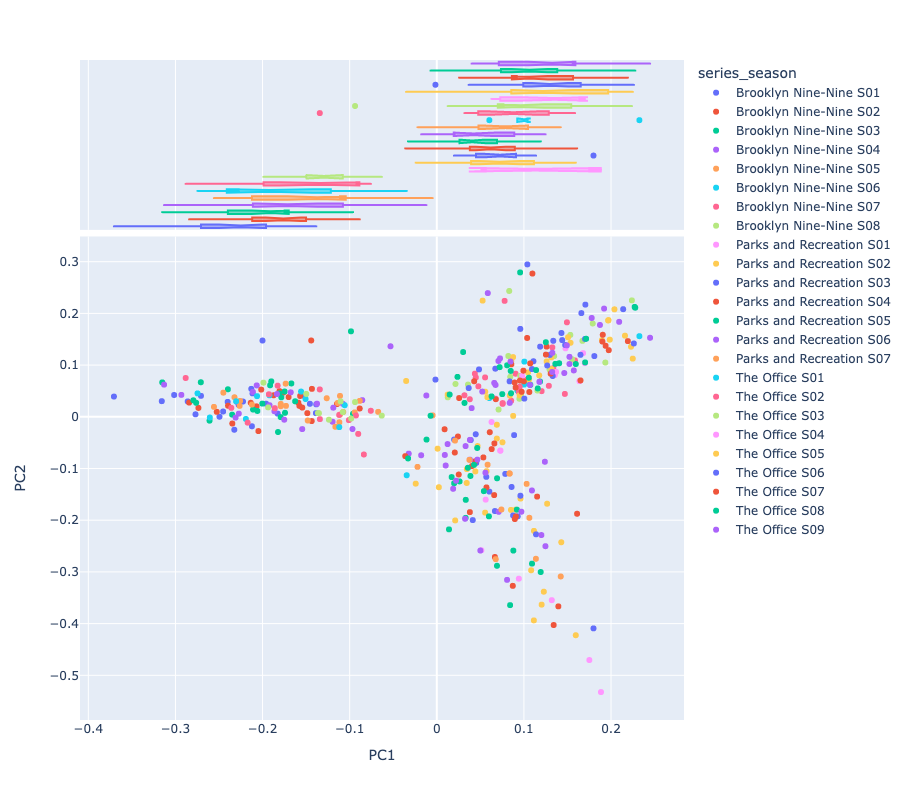 series_season
Brooklyn Nine-Nine S01
Brooklyn Nine-Nine S02
Brooklyn Nine-Nine S03
Brooklyn Nine-Nine S04
Brooklyn Nine-Nine S05
Brooklyn Nine-Nine S06
Brooklyn Nine-Nine S07
Brooklyn Nine-Nine S08
Parks and Recreation S01
Parks and Recreation S02
Parks and Recreation S03
Parks and Recreation S04
Parks and Recreation S05
Parks and Recreation S06
Parks and Recreation S07
The Office S01
The Office S02
The Office S03
The Office S04
The Office S05
The Office S06
The Office S07
The Office S08
The Office S09
0.3
0.2
0.1
0
−0.1
−0.2
−0.3
−0.4
−0.5
PC2
−0.4 −0.3 −0.2 −0.1 0 0.1 0.2
PC1